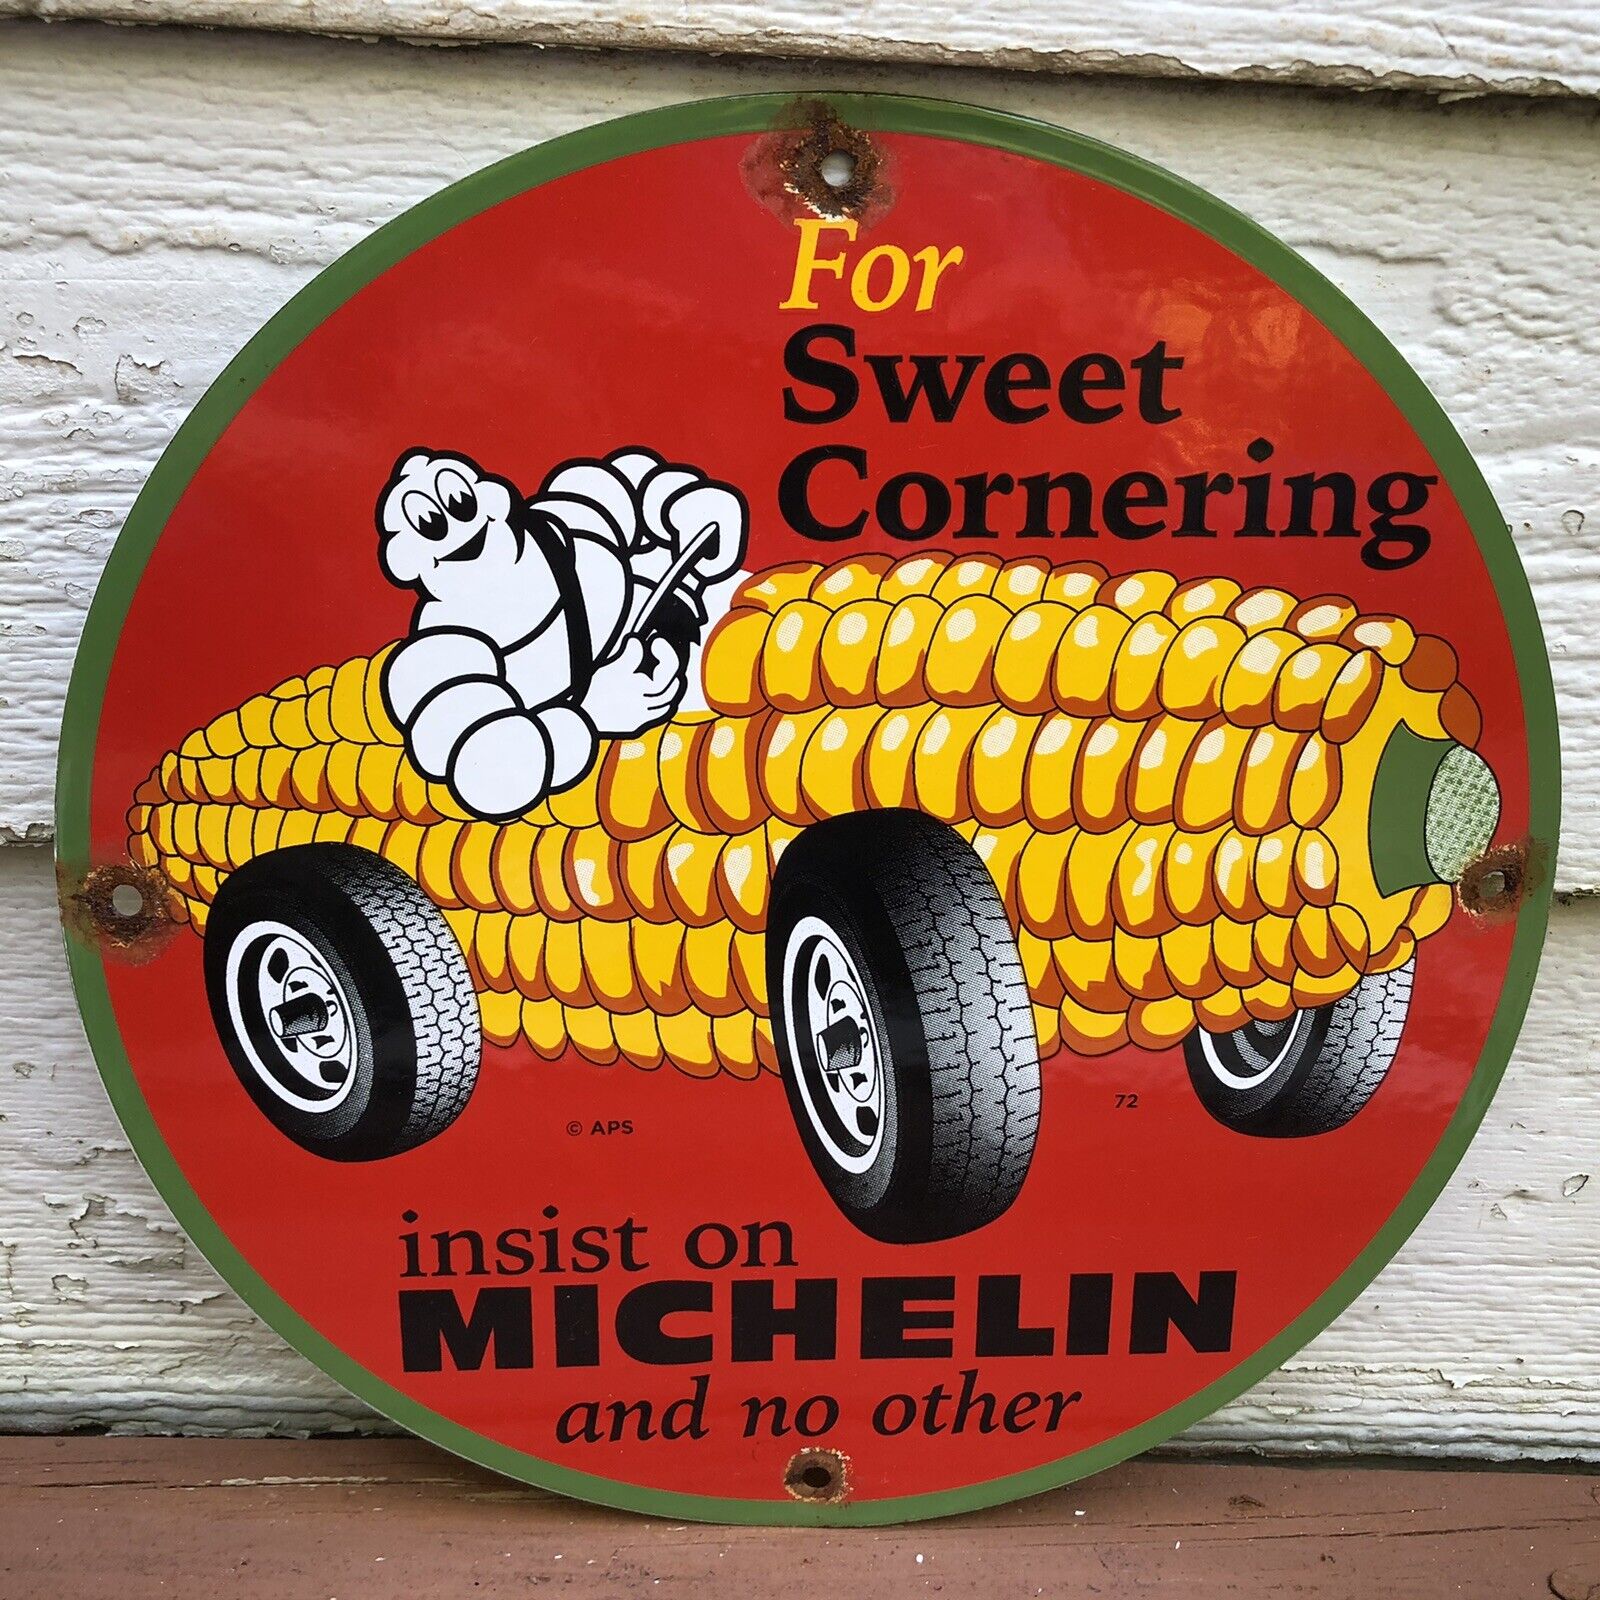 For
Sweet
Cornering
© APS
72
insist on
MICHELIN
and no other